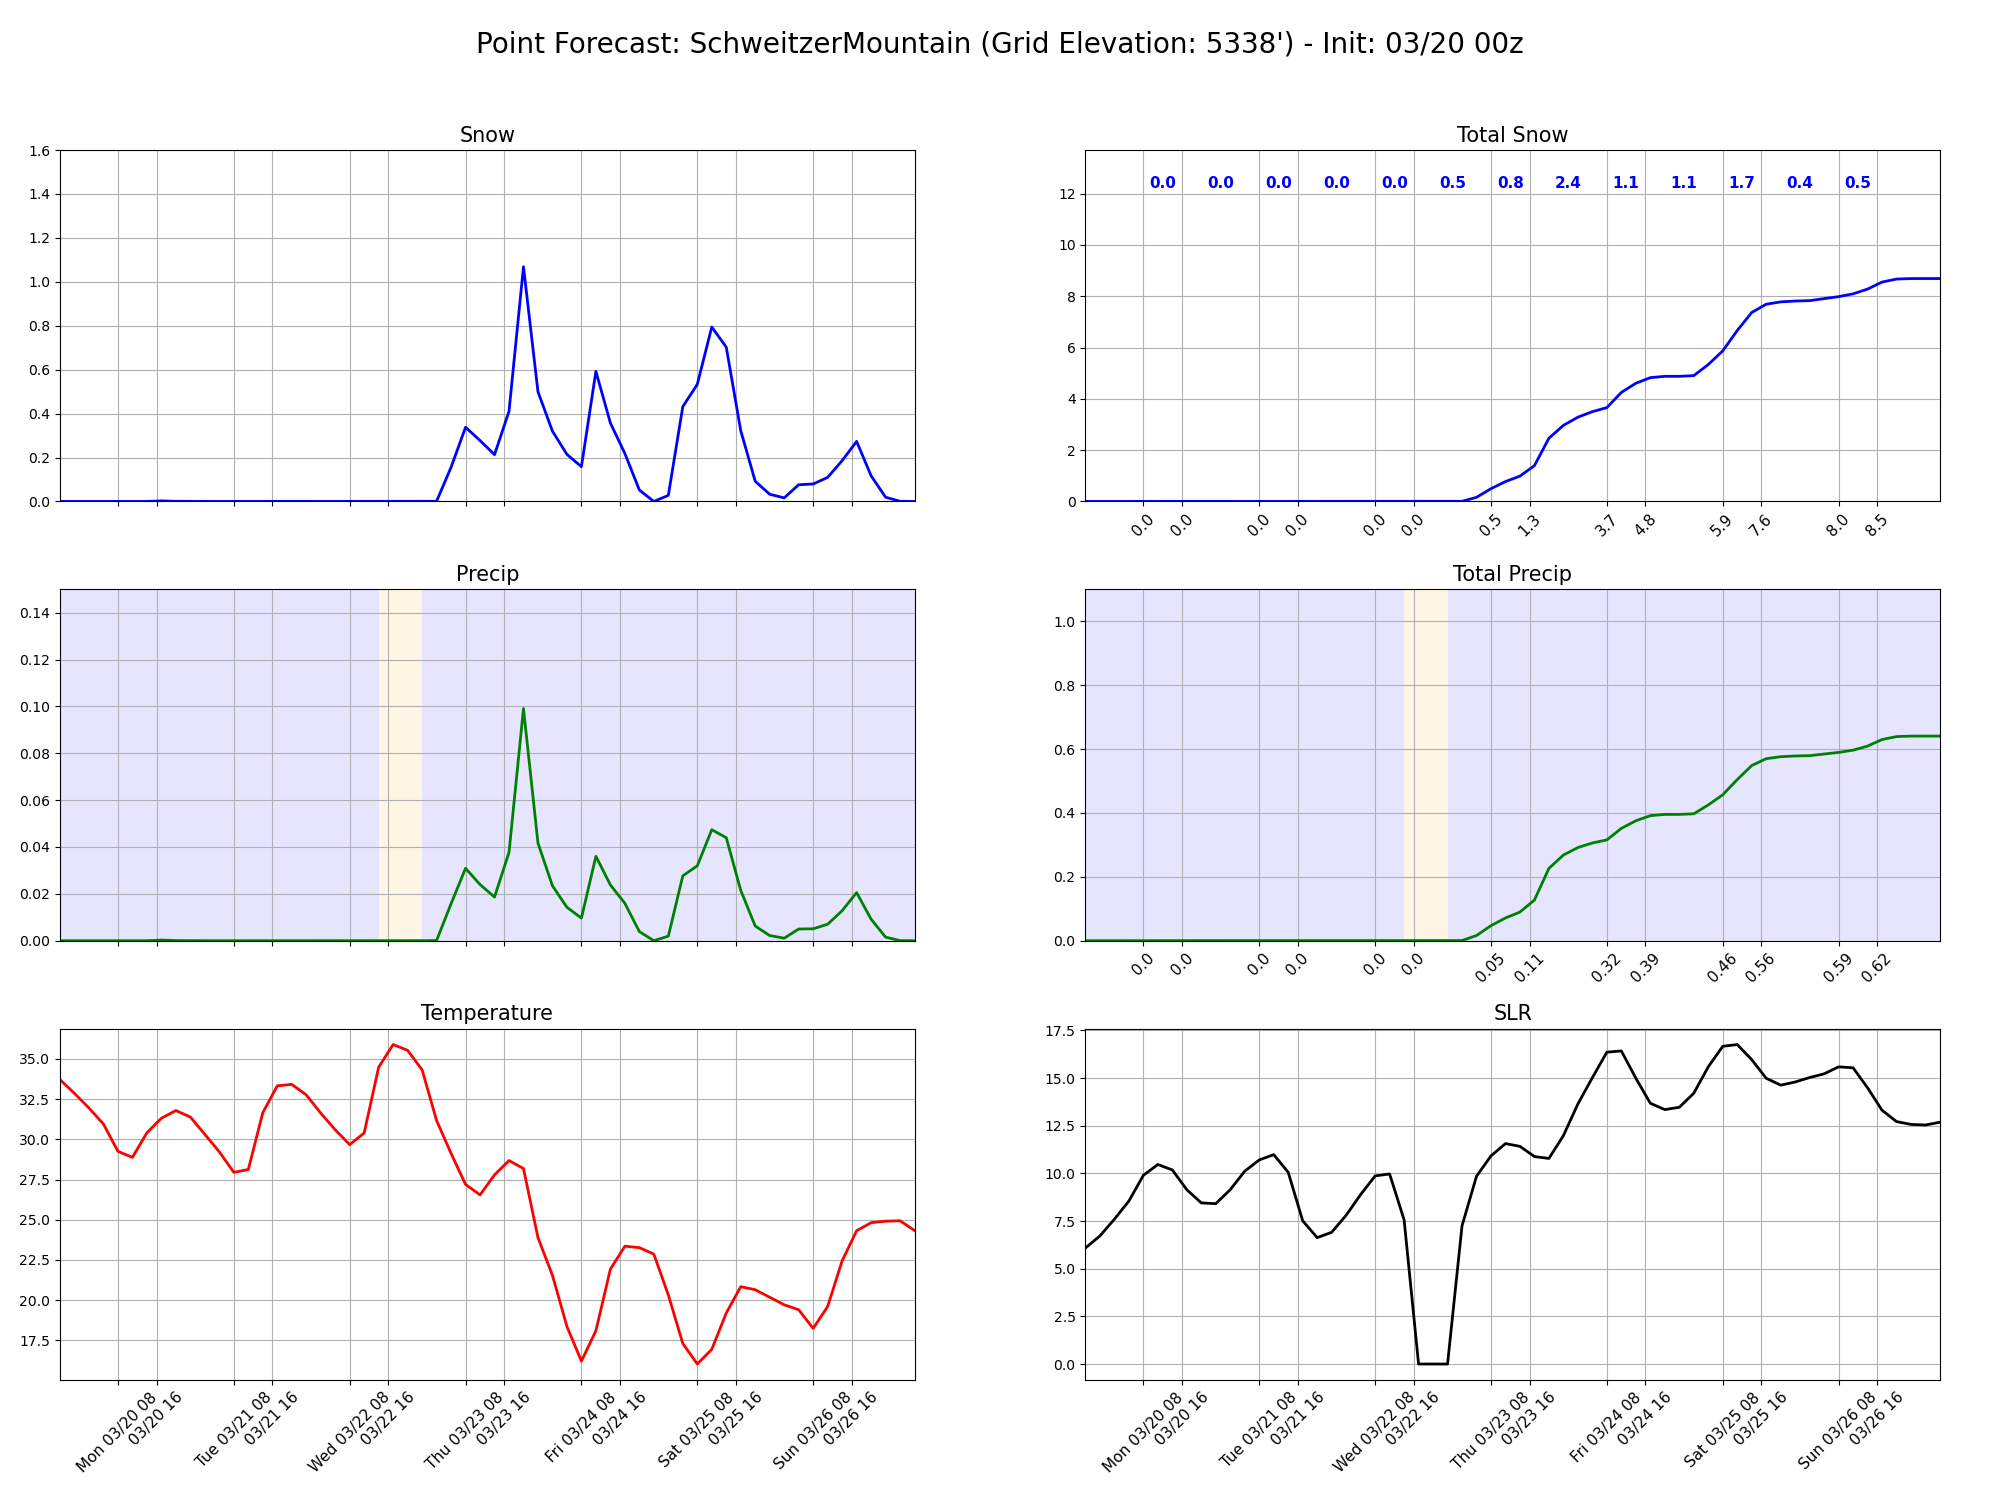 Point Forecast: SchweitzerMountain (Grid Elevation: 5338') - Init: 03/20 00z
Snow
1.6
1.4
1.2
1.0
0.8
0.6
0.4
0.2
0.0
Total Snow
0.0 0.0 0.0 0.0 0.0 0.5 0.8 2.4 1.1 1.1 1.7 0.4 0.5
12
10
8
6
4
2
0
0.0 0.0 0.0 0.0 0.0 0.0 0.5 1.3 3.7 4.8 5.9 7.6 8.0 8.5
Precip
0.14
0.12
0.10
0.08
0.06
0.04
0.02
0.00
Total Precip
1.0
0.8
0.6
0.4
0.2
0.0
0.0 0.0 0.0 0.0 0.0 0.0 0.05 0.11 0.32 0.39 0.46 0.56 0.59 0.62
Temperature
35.0
32.5
30.0
27.5
25.0
22.5
20.0
17.5
Mon 03/20 08
03/20 16
Tue 03/21 08
03/21 16
Wed 03/22 08
03/22 16
Thu 03/23 08
03/23 16
Fri 03/24 08
03/24 16
Sat 03/25 08
03/25 16
Sun 03/26 08
03/26 16
SLR
17.5
15.0
12.5
10.0
7.5
5.0
2.5
0.0
Mon 03/20 08
03/20 16
Tue 03/21 08
03/21 16
Wed 03/22 08
03/22 16
Thu 03/23 08
03/23 16
Fri 03/24 08
03/24 16
Sat 03/25 08
03/25 16
Sun 03/26 08
03/26 16